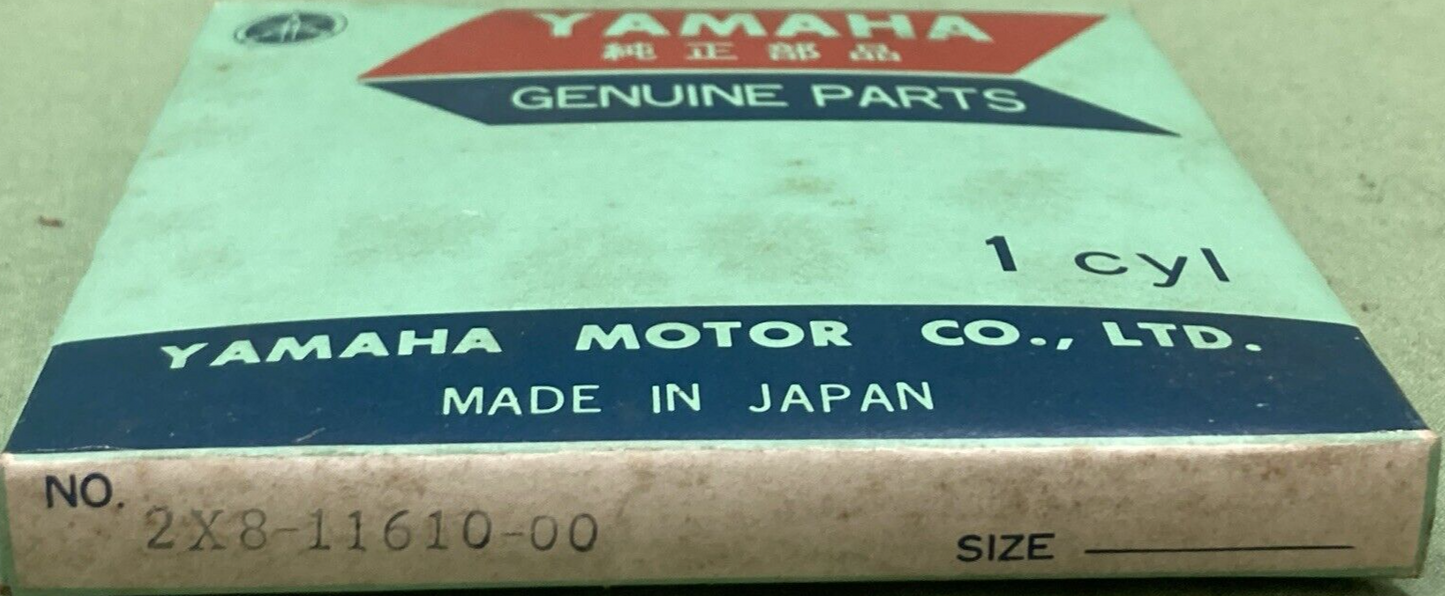 YAMAHA
純正部品
GENUINE PARTS
1 cyl
YAMAHA MOTOR CO., LTD.
MADE IN JAPAN
NO. 2X8-11610-00
SIZE